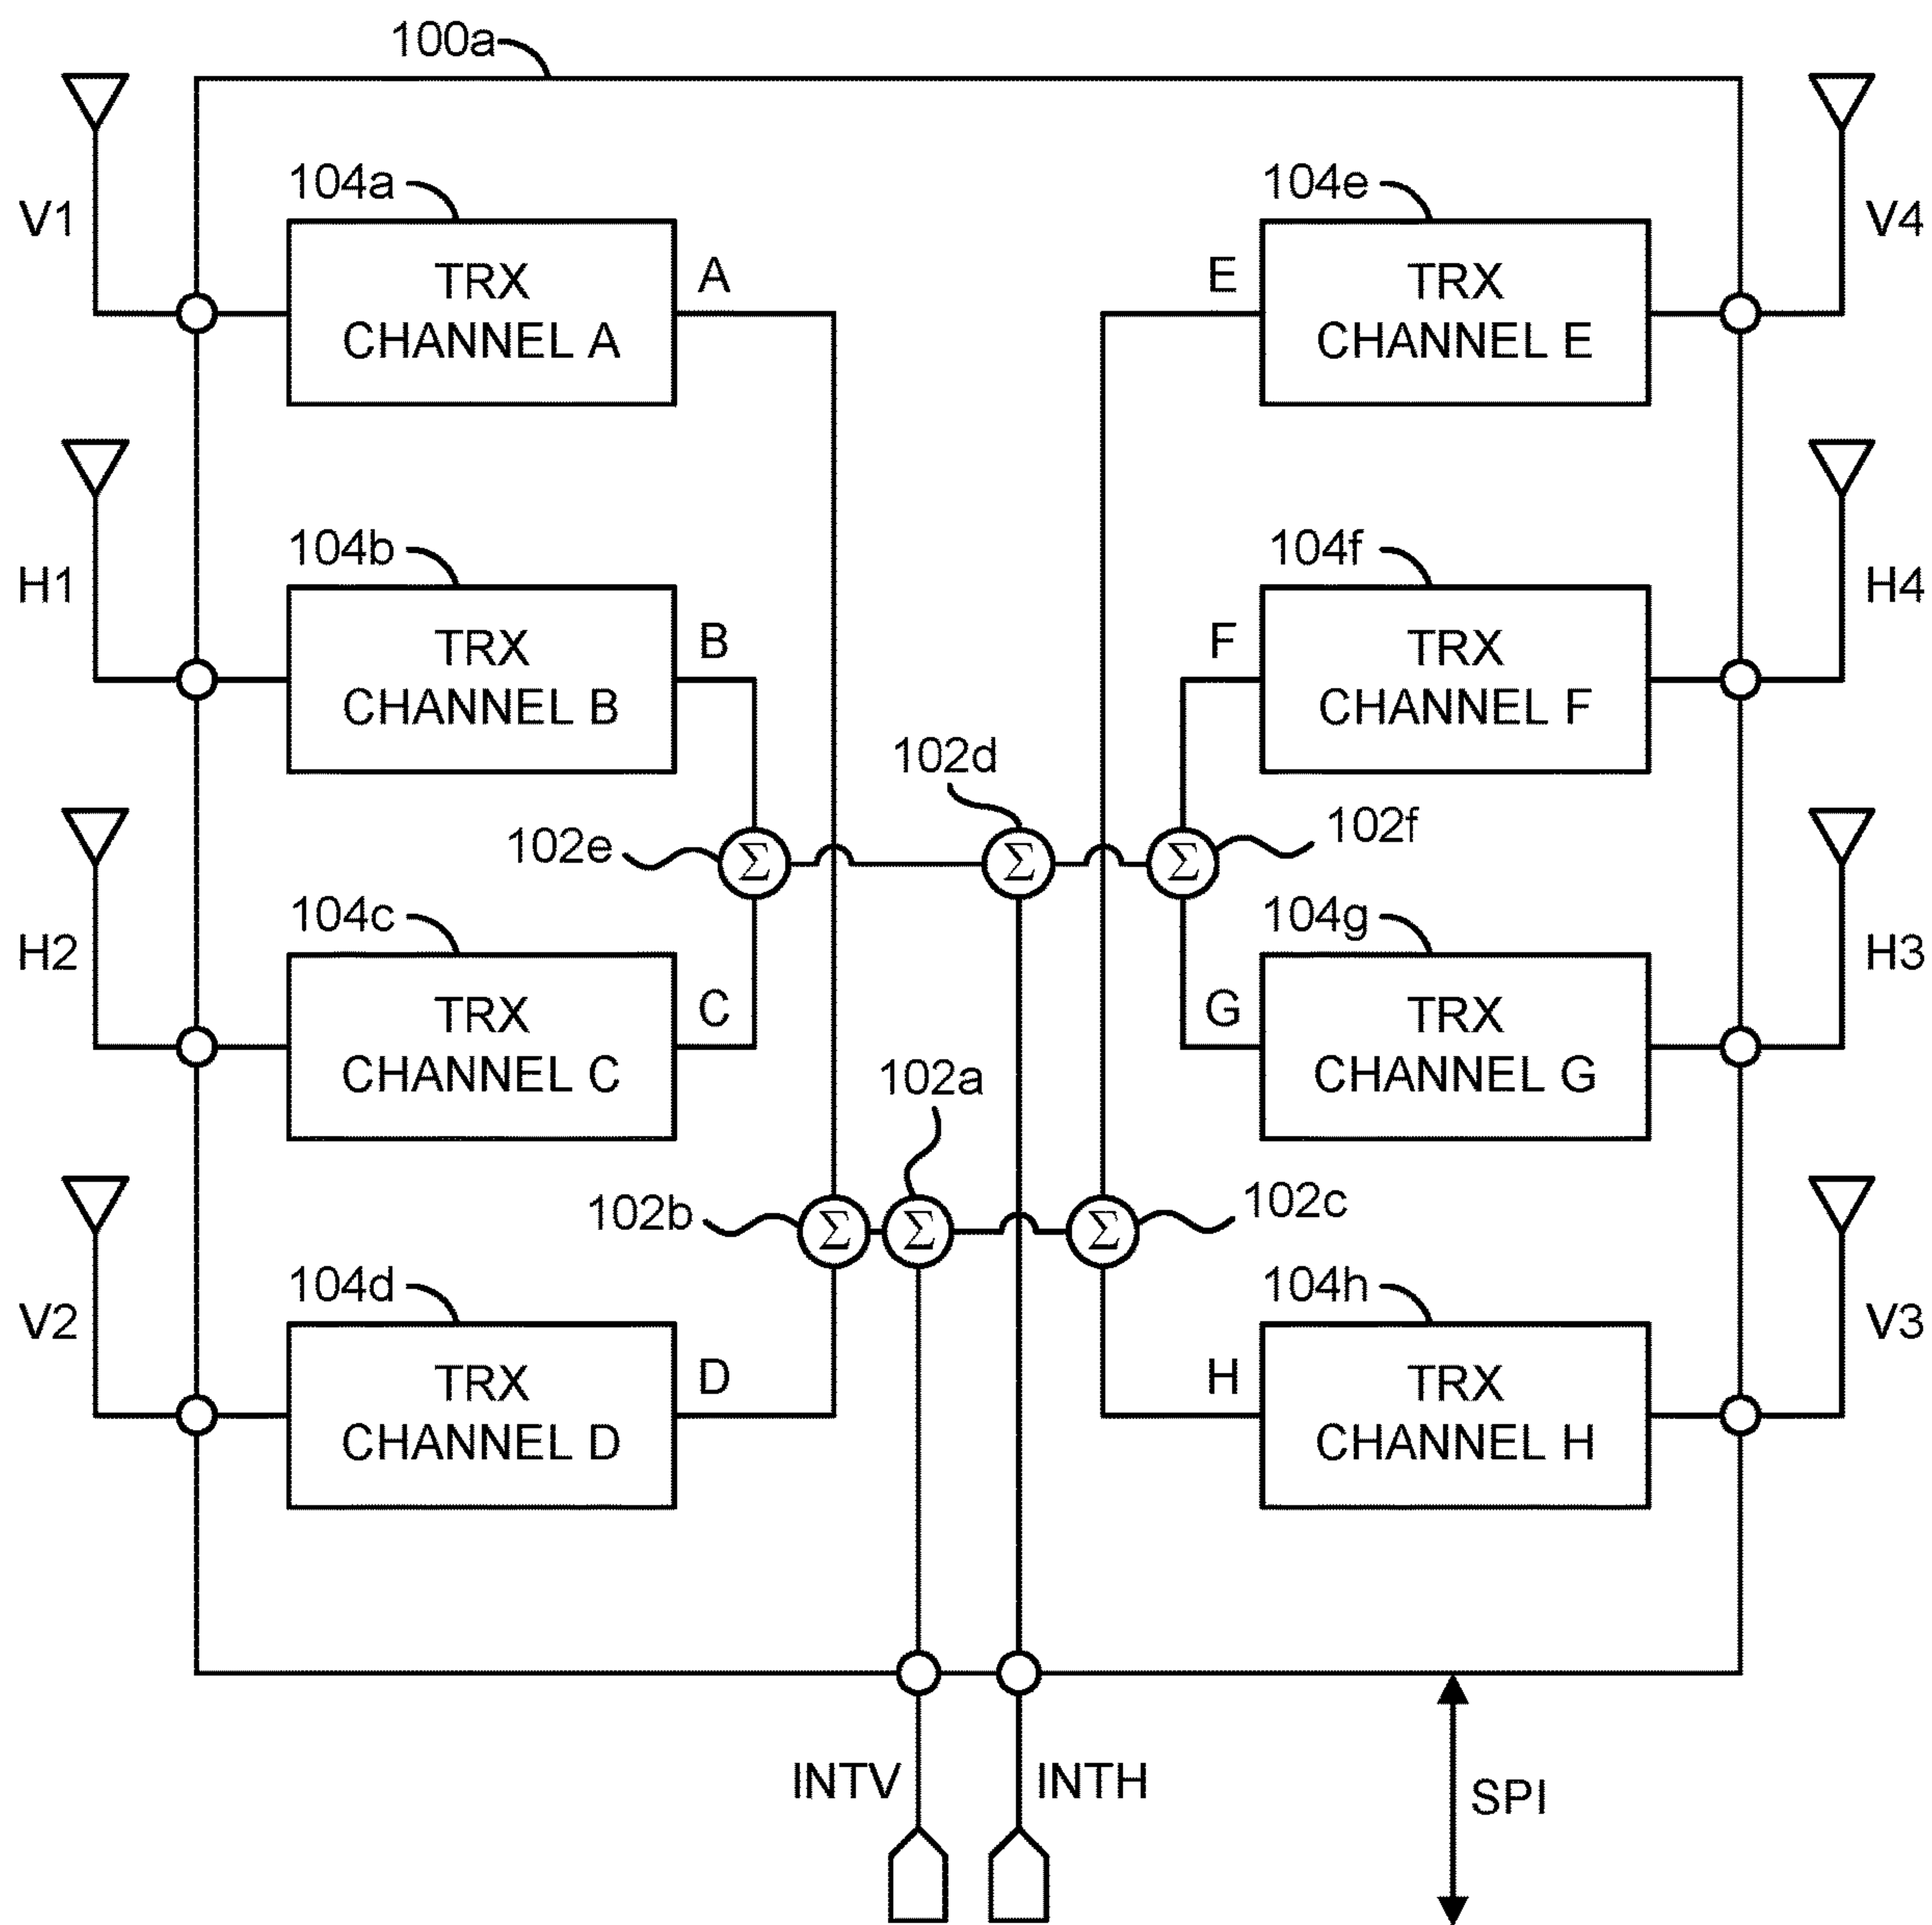 100a
104a
104e
V1
V4
TRX
CHANNEL A
A
E
TRX
CHANNEL E
104b
104f
H1
H4
TRX
CHANNEL B
B
F
TRX
CHANNEL F
102d
102e
102f
Σ
Σ
Σ
104c
104g
H2
H3
TRX
CHANNEL C
C
G
TRX
CHANNEL G
102a
102b
102c
Σ
Σ
Σ
104d
104h
V2
V3
TRX
CHANNEL D
D
H
TRX
CHANNEL H
INTV
INTH
SPI